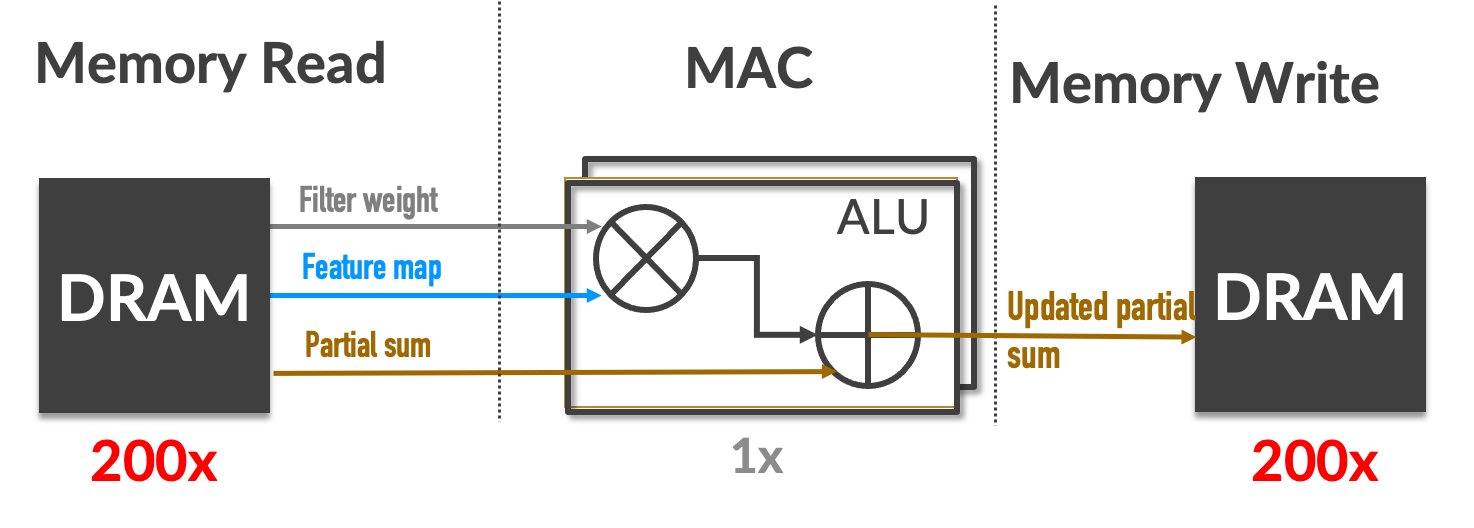 Memory Read
MAC
Memory Write
Filter weight
ALU
Feature map
DRAM
DRAM
Updated partial
Partial sum
sum
200x
1x
200x